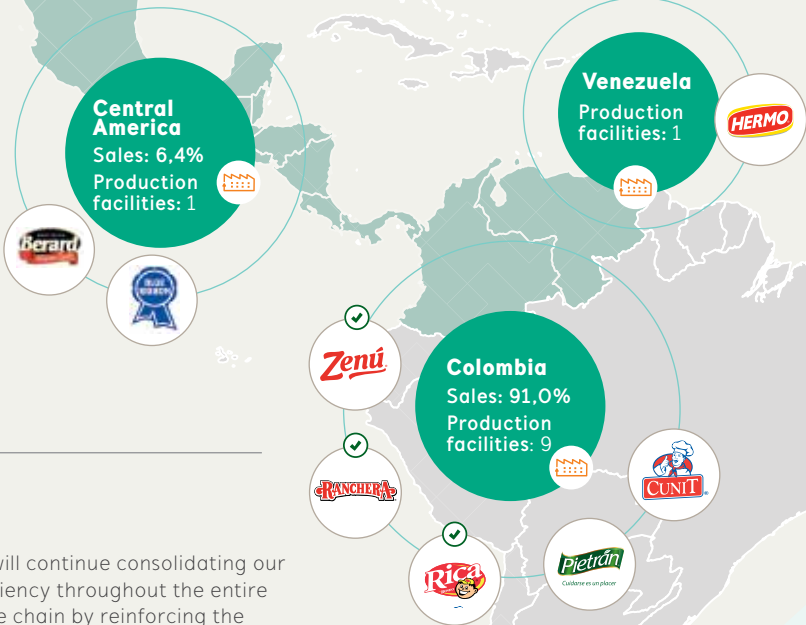 Central
America
Sales: 6,4%
Production
facilities: 1
Berard
BLUE
RIBBON
Venezuela
Production
facilities: 1
HERMO
Colombia
Sales: 91,0%
Production
facilities: 9
Zenú
RANCHERA
Rica
Pietrán
Cuidarse es un placer
CUNIT
will continue consolidating our
iency throughout the entire
e chain by reinforcing the